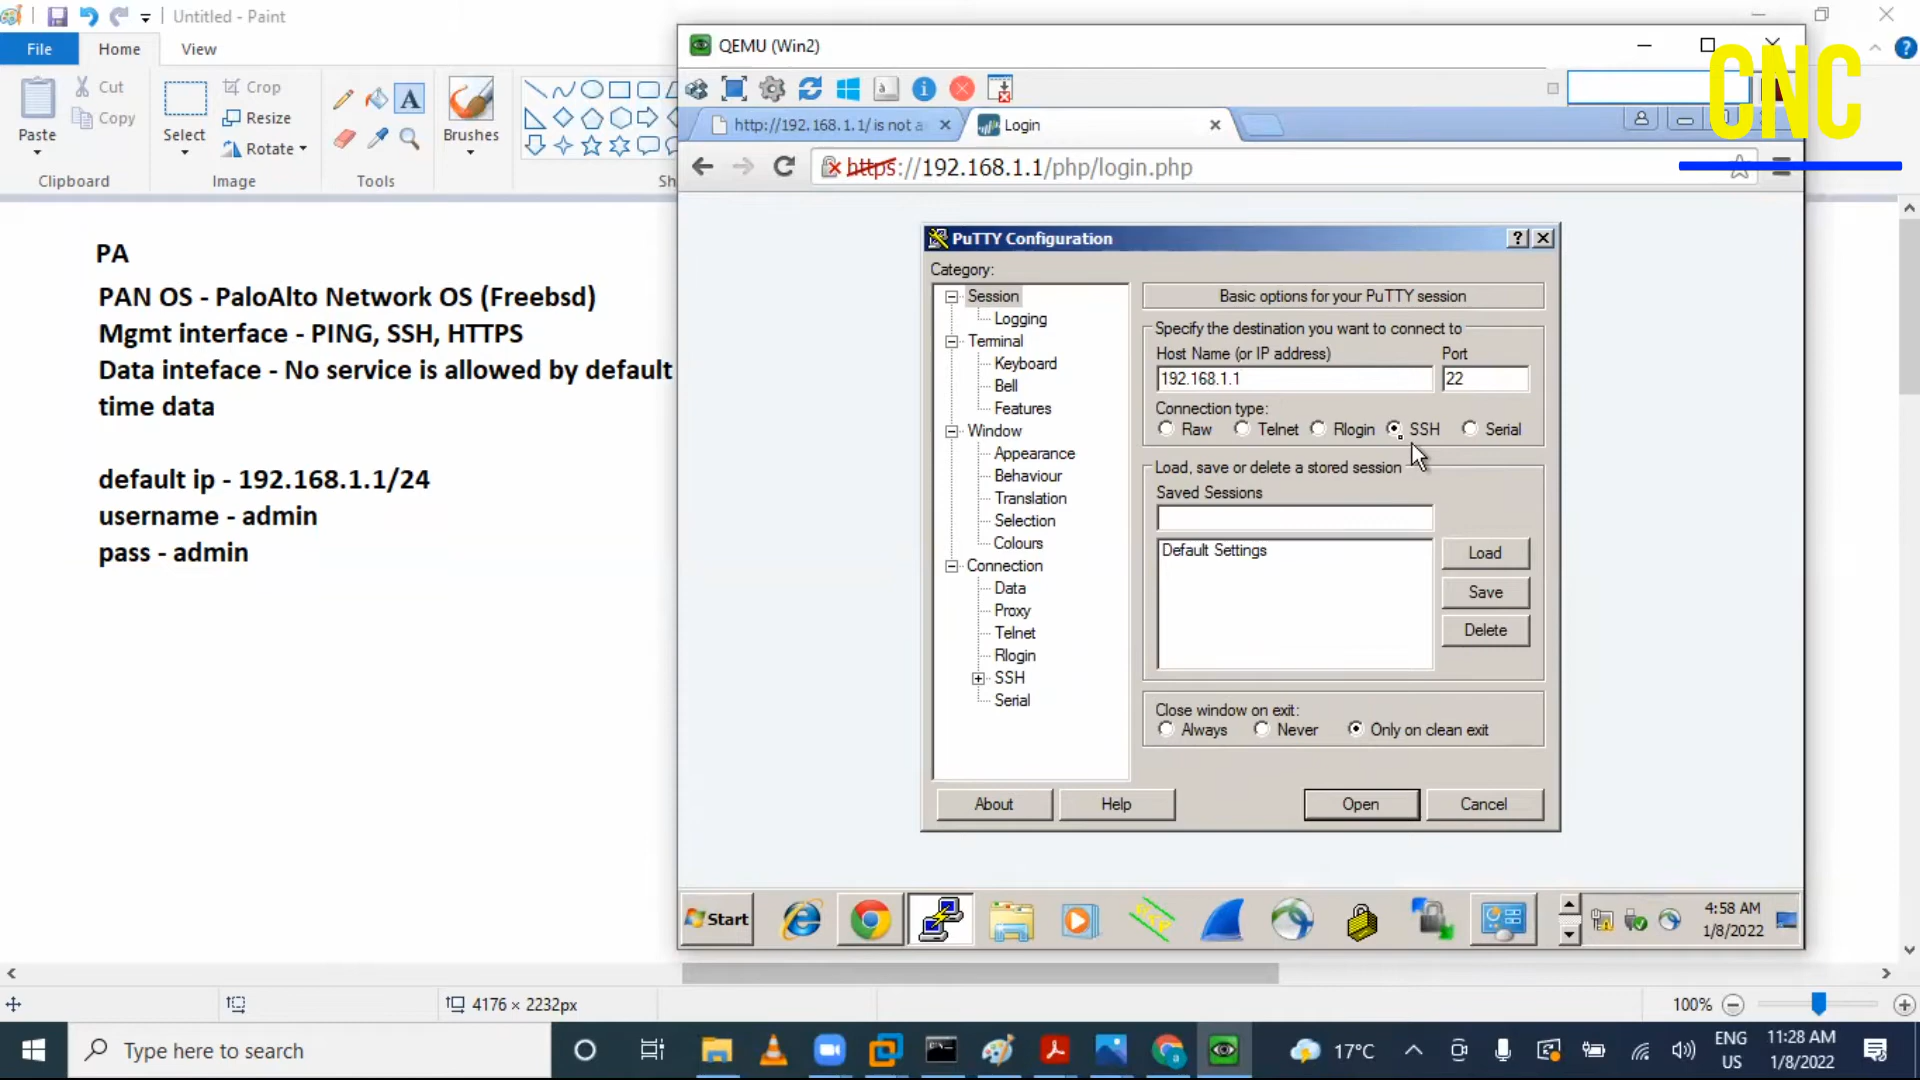 Untitled - Paint
File
Home
View
Paste
Cut
Copy
Clipboard
Select
Crop
Resize
Rotate
Image
Tools
Brushes
Sh
PA
PAN OS - PaloAlto Network OS (Freebsd)
Mgmt interface - PING, SSH, HTTPS
Data inteface - No service is allowed by default
time data
default ip - 192.168.1.1/24
username - admin
pass - admin
QEMU (Win2)
CNC
http://192.168.1.1/ is not a
Login
https://192.168.1.1/php/login.php
PuTTY Configuration
Category:
Session
Logging
Terminal
Keyboard
Bell
Features
Window
Appearance
Behaviour
Translation
Selection
Colours
Connection
Data
Proxy
Telnet
Rlogin
SSH
Serial
Basic options for your PuTTY session
Specify the destination you want to connect to
Host Name (or IP address)
Port
192.168.1.1
22
Connection type:
Raw
Telnet
Rlogin
SSH
Serial
Load, save or delete a stored session
Saved Sessions
Default Settings
Load
Save
Delete
Close window on exit:
Always
Never
Only on clean exit
About
Help
Open
Cancel
Start
4:58 AM
1/8/2022
4176 × 2232px
100%
Type here to search
17°C
ENG
US
11:28 AM
1/8/2022